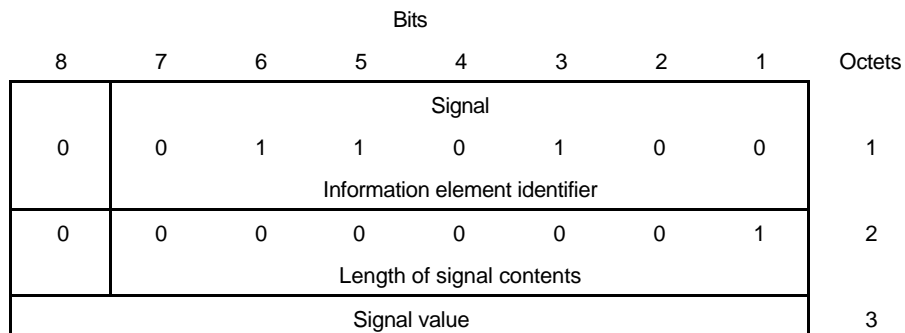 Bits
8 7 6 5 4 3 2 1 Octets
Signal
0 0 1 1 0 1 0 0 1
Information element identifier
0 0 0 0 0 0 0 1 2
Length of signal contents
Signal value 3